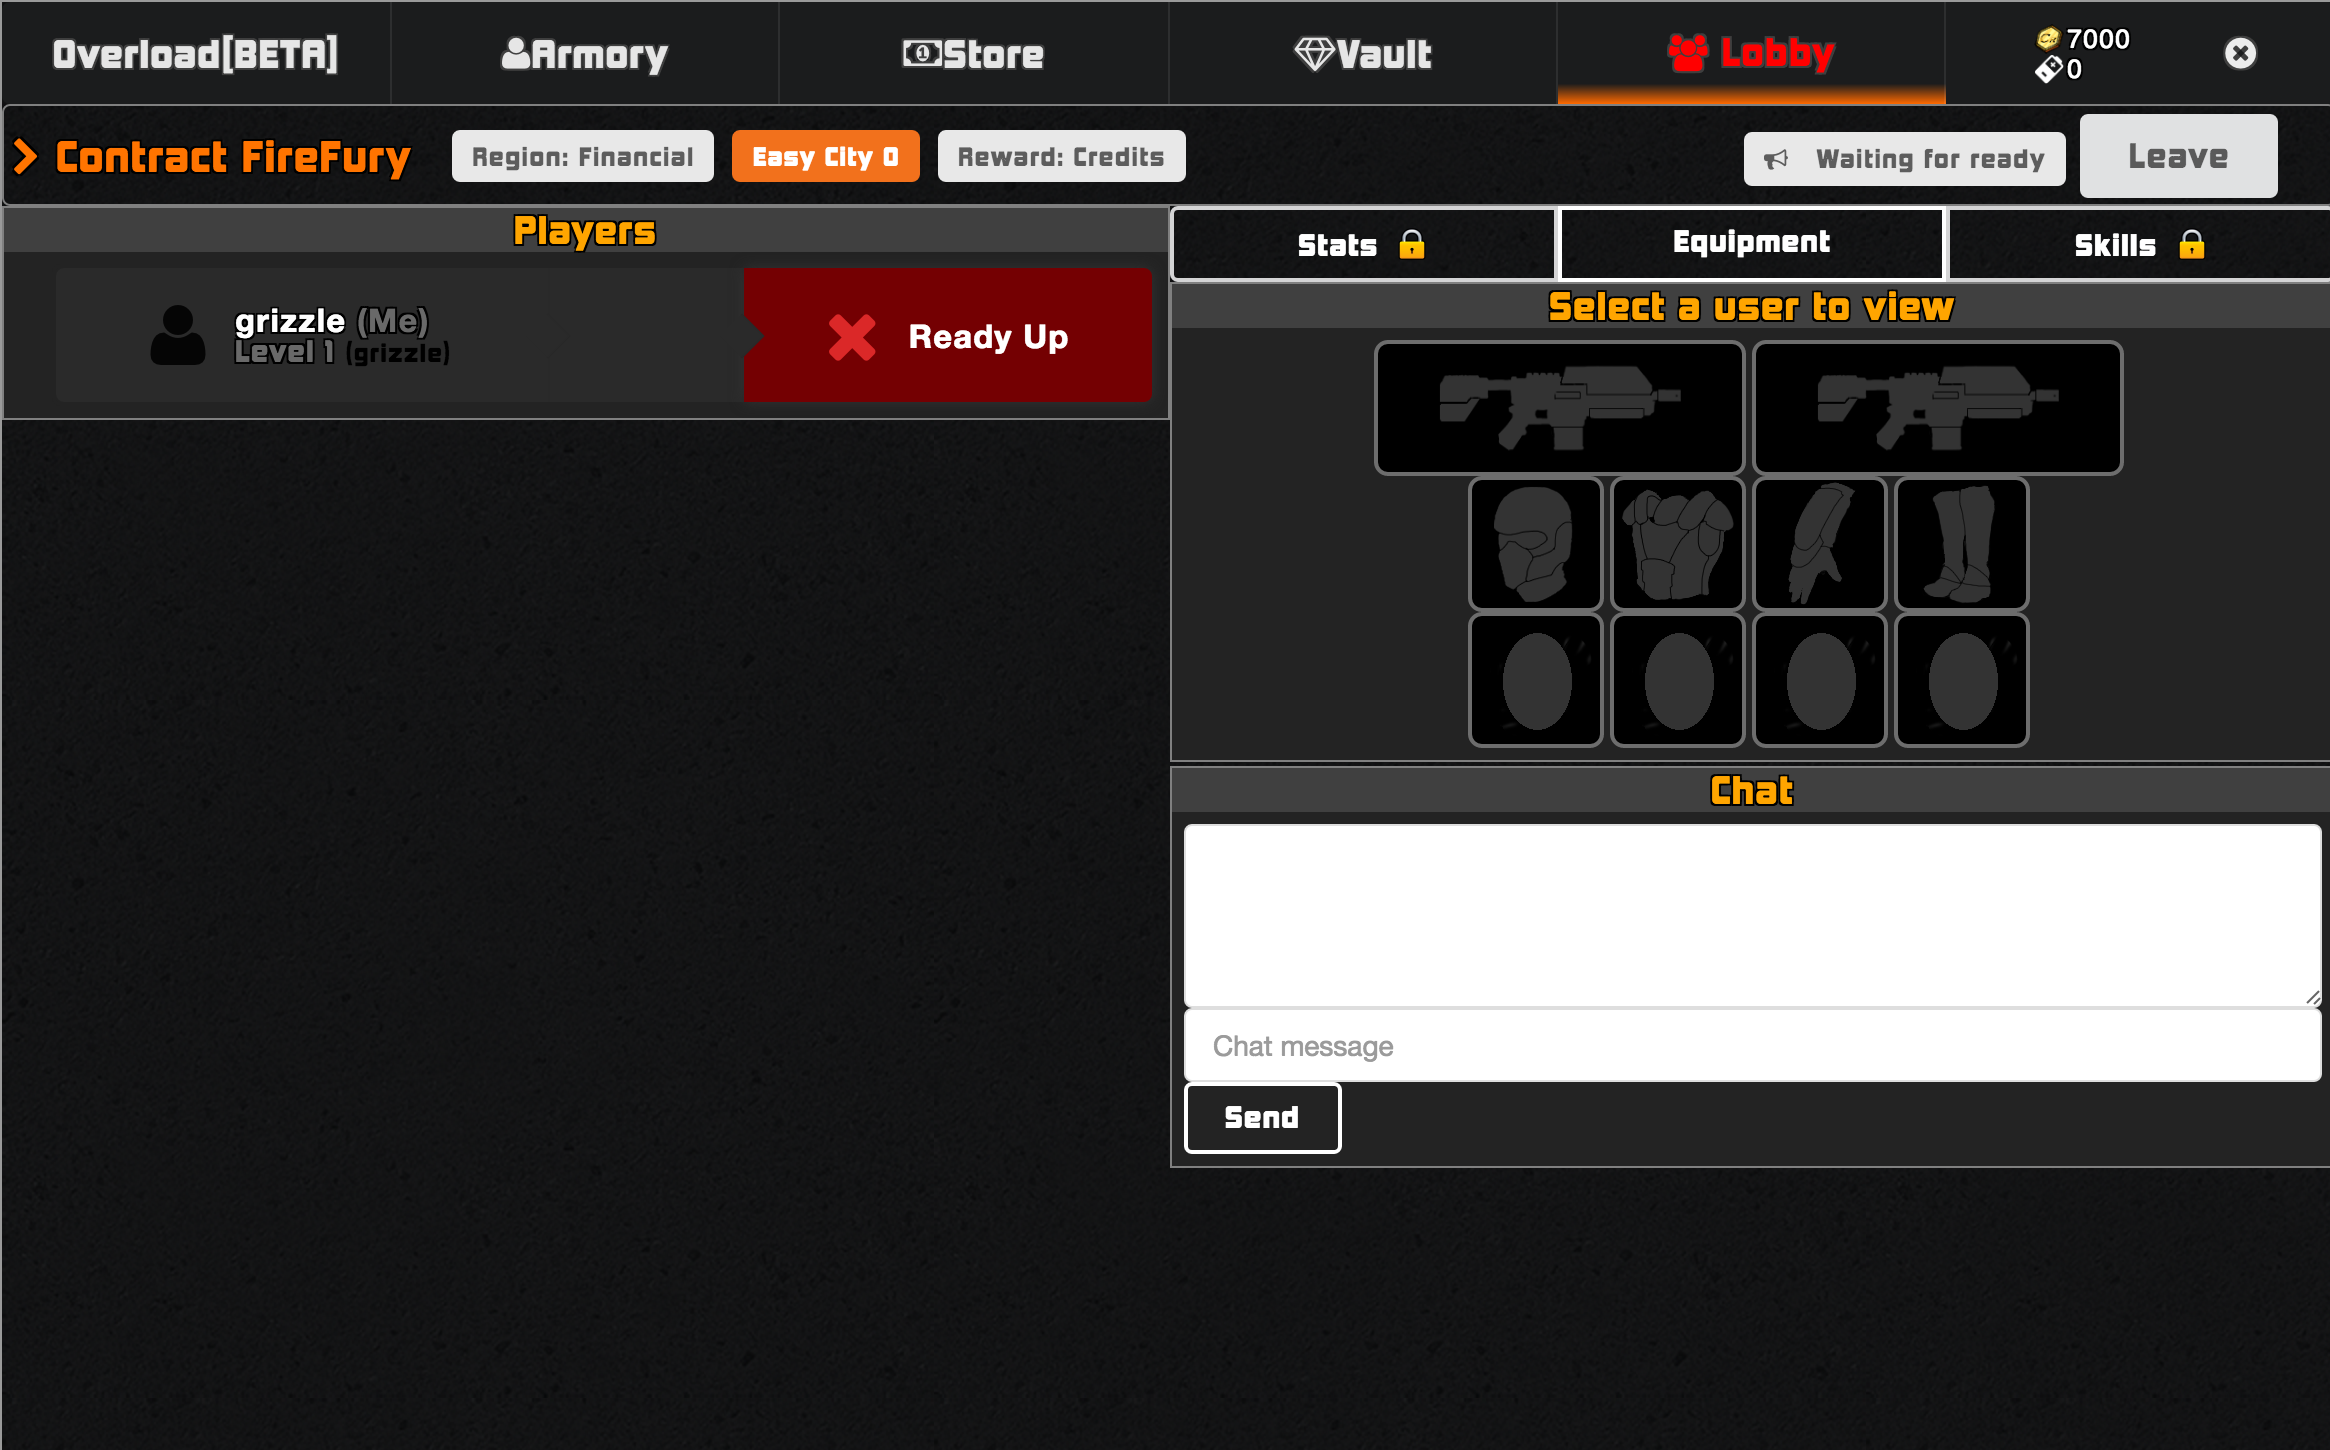 Overload[BETA]
Armory
Store
Vault
Lobby
7000
0
Contract FireFury
Region: Financial
Easy City 0
Reward: Credits
Waiting for ready
Leave
Players
grizzle (Me)
Level 1 (grizzle)
Ready Up
Stats
Equipment
Skills
Select a user to view
Chat
Chat message
Send